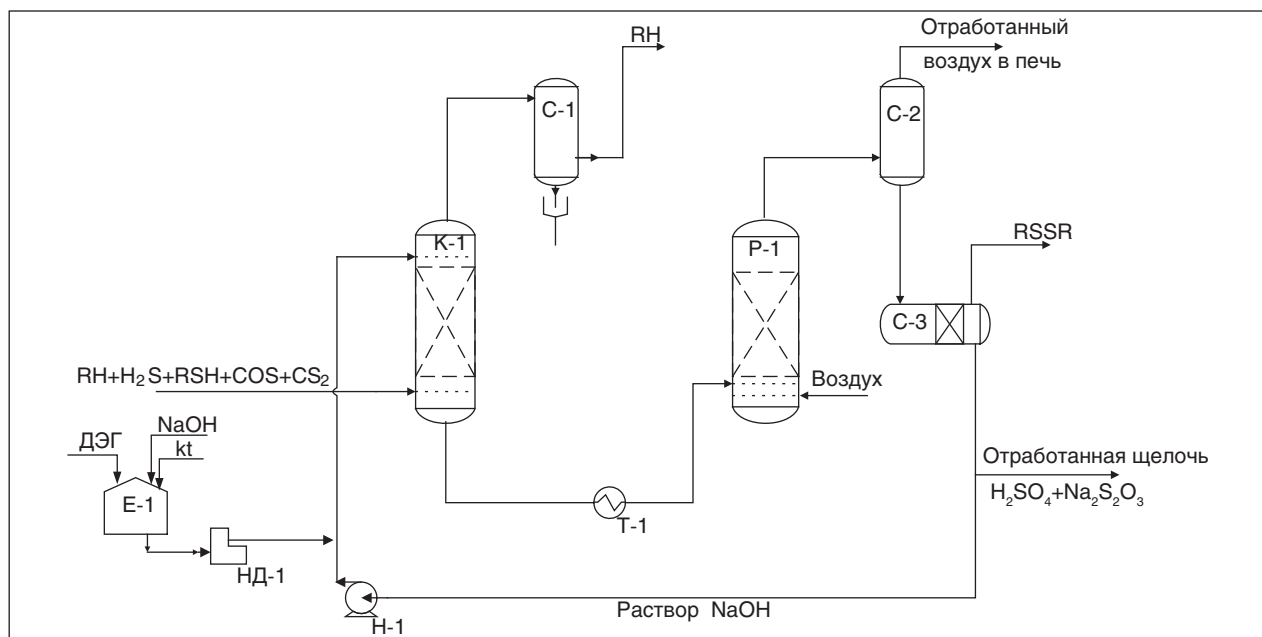 RH
Отработанный
воздух в печь
С-1
С-2
К-1
Р-1
RSSR
С-3
RH+H₂S+RSH+COS+CS₂
Воздух
NaOH
ДЭГ
kt
Е-1
Т-1
Отработанная щелочь
H₂SO₄+Na₂S₂O₃
НД-1
Раствор NaOH
Н-1